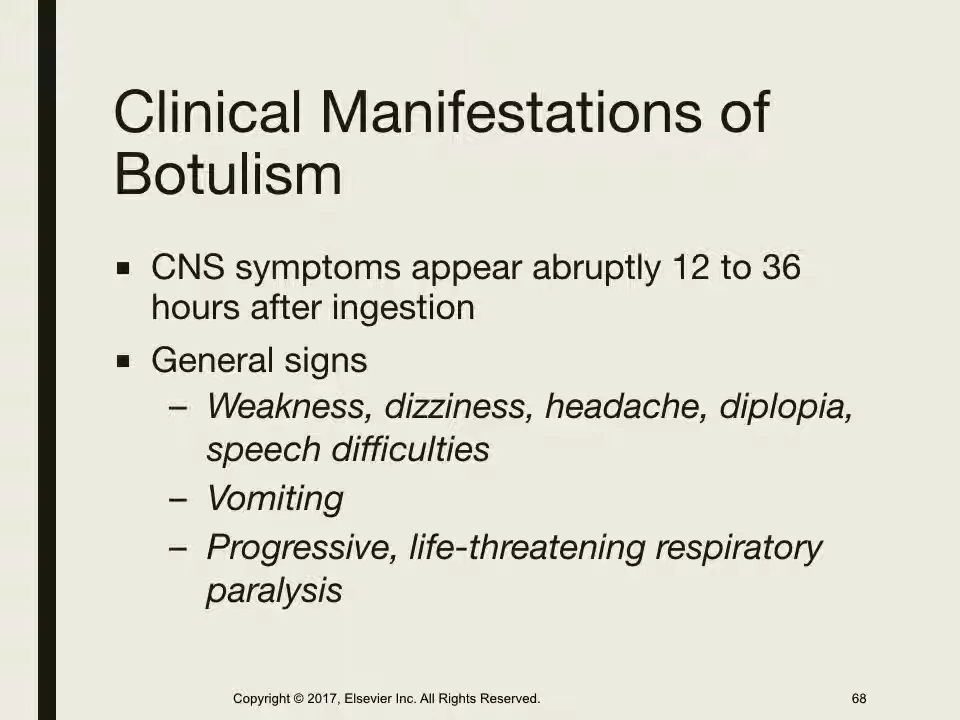 Clinical Manifestations of
Botulism
■ CNS symptoms appear abruptly 12 to 36
hours after ingestion
■ General signs
– Weakness, dizziness, headache, diplopia,
speech difficulties
– Vomiting
– Progressive, life-threatening respiratory
paralysis
Copyright © 2017, Elsevier Inc. All Rights Reserved.
68